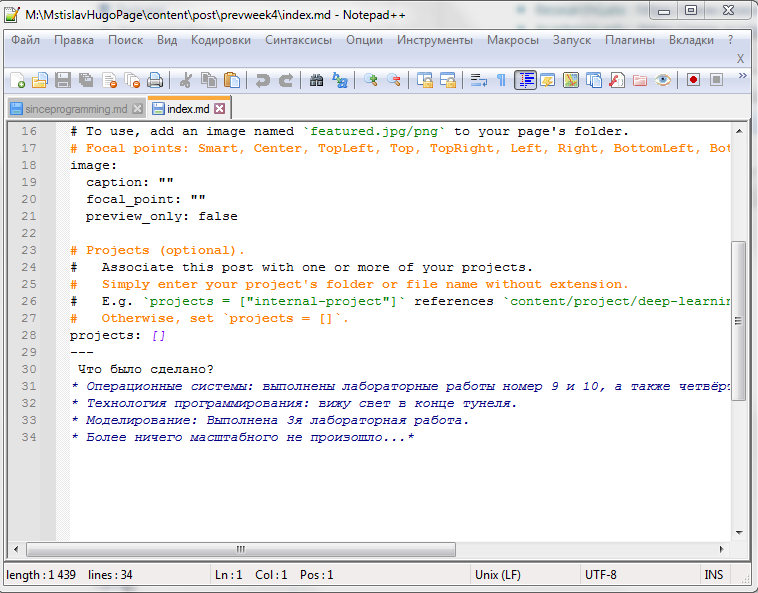 M:\MstislavHugoPage\content\post\prevweek4\index.md - Notepad++
Файл Правка Поиск Вид Кодировки Синтаксисы Опции Инструменты Макросы Запуск Плагины Вкладки ?
X
sinceprogramming.md index.md
16 # To use, add an image named `featured.jpg/png` to your page's folder.
17 # Focal points: Smart, Center, TopLeft, Top, TopRight, Left, Right, BottomLeft, Bot
18 image:
19 caption: ""
20 focal_point: ""
21 preview_only: false
22
23 # Projects (optional).
24 # Associate this post with one or more of your projects.
25 # Simply enter your project's folder or file name without extension.
26 # E.g. `projects = ["internal-project"]` references `content/project/deep-learnin
27 # Otherwise, set `projects = []`.
28 projects: []
29 ---
30 Что было сделано?
31 * Операционные системы: выполнены лабораторные работы номер 9 и 10, а также четвёрт
32 * Технология программирования: вижу свет в конце тунеля.
33 * Моделирование: Выполнена 3я лабораторная работа.
34 * Более ничего масштабного не произошло...*
length : 1 439 lines : 34 Ln : 1 Col : 1 Pos : 1 Unix (LF) UTF-8 INS